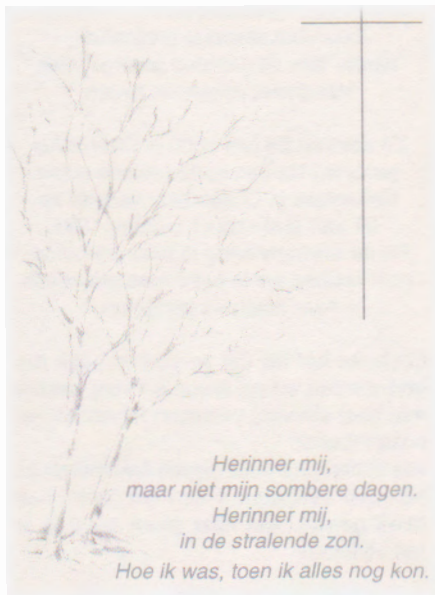 Herinner mij,
maar niet mijn sombere dagen.
Herinner mij,
in de stralende zon.
Hoe ik was, toen ik alles nog kon.